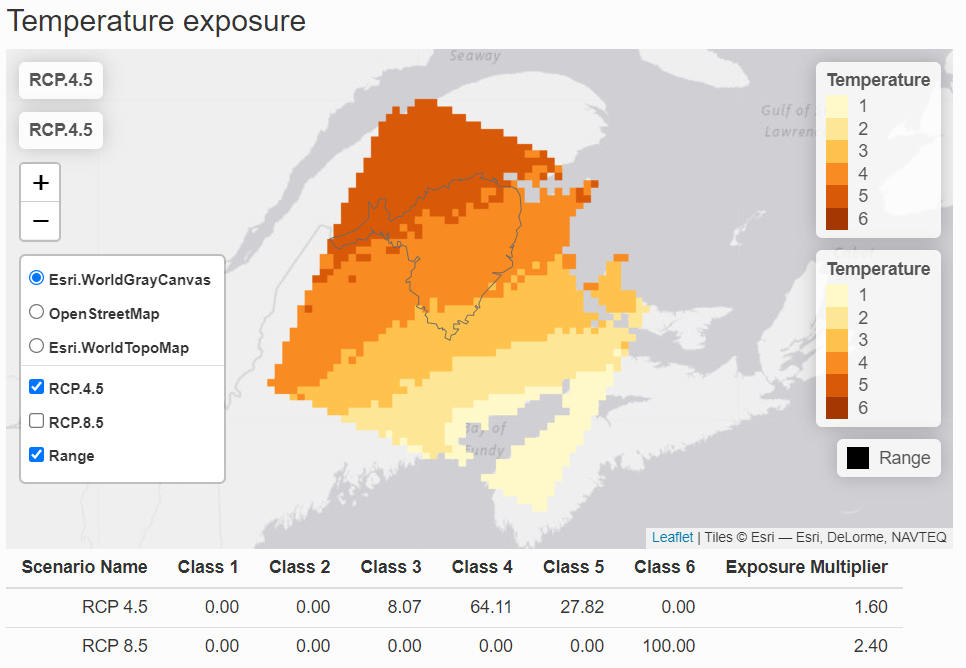 Temperature exposure
Seaway
RCP.4.5
RCP.4.5
+
−
Esri.WorldGrayCanvas
OpenStreetMap
Esri.WorldTopoMap
RCP.4.5
RCP.8.5
Range
Gulf of
Lawrenc
Bay of
Fundy
Temperature
1
2
3
4
5
6
Temperature
1
2
3
4
5
6
Range
Leaflet | Tiles © Esri — Esri, DeLorme, NAVTEQ
Scenario Name Class 1 Class 2 Class 3 Class 4 Class 5 Class 6 Exposure Multiplier
RCP 4.5 0.00 0.00 8.07 64.11 27.82 0.00 1.60
RCP 8.5 0.00 0.00 0.00 0.00 0.00 100.00 2.40